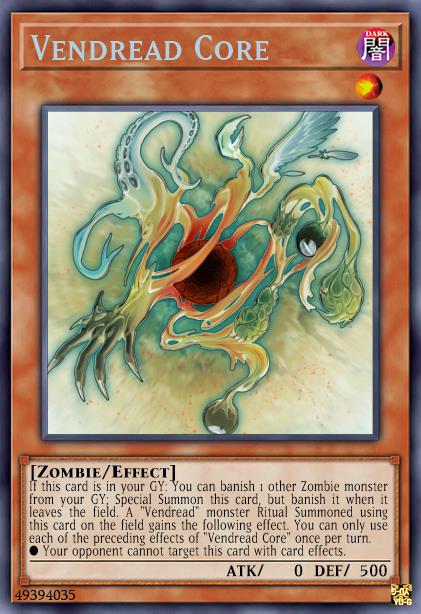 Vendread Core
DARK
闇
[Zombie/Effect]
If this card is in your GY: You can banish 1 other Zombie monster
from your GY; Special Summon this card, but banish it when it
leaves the field. A "Vendread" monster Ritual Summoned using
this card on the field gains the following effect. You can only use
each of the preceding effects of "Vendread Core" once per turn.
● Your opponent cannot target this card with card effects.
ATK/ 0 DEF/ 500
49394035